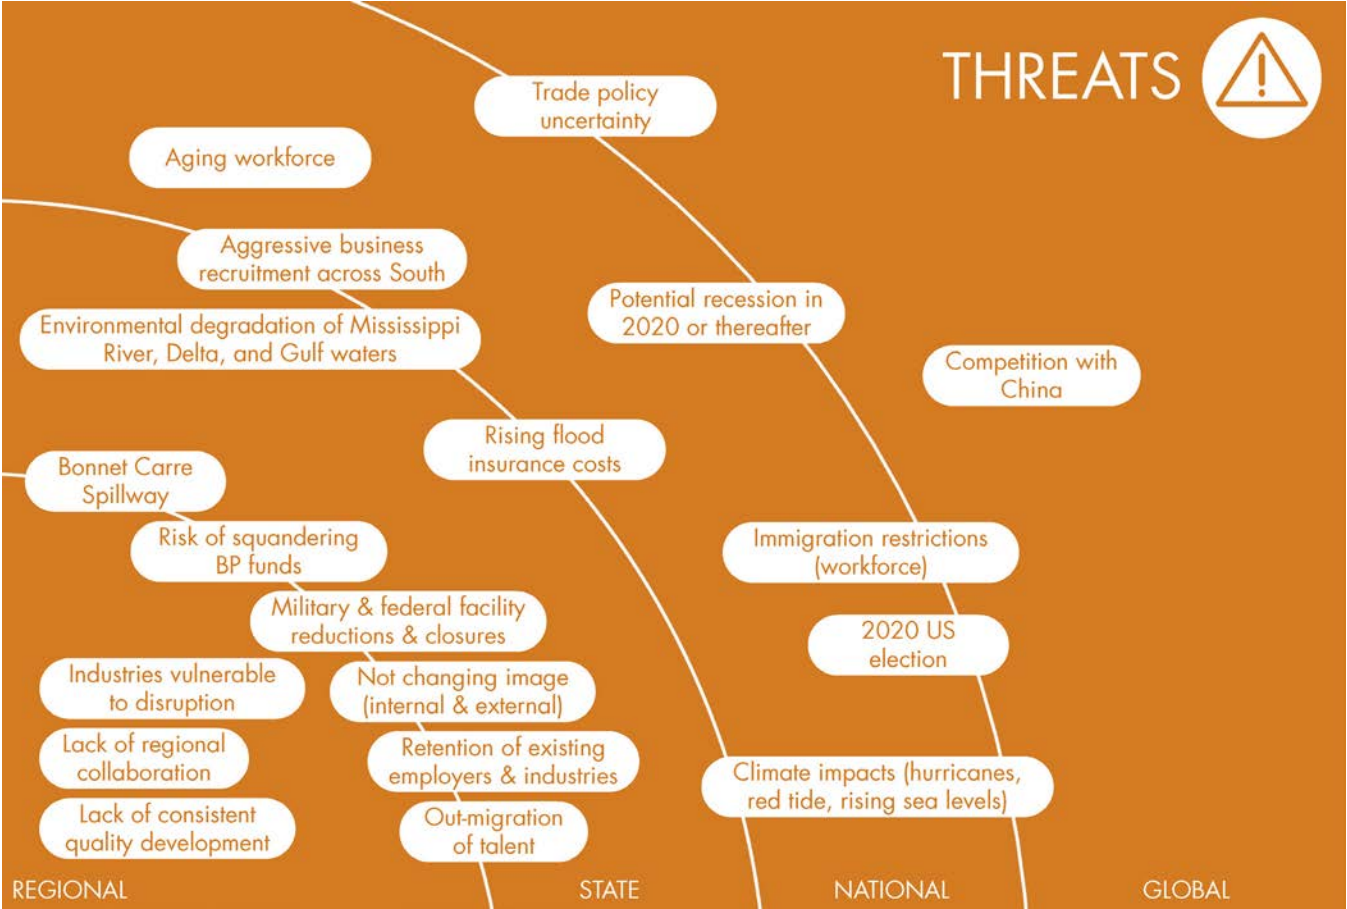 THREATS
Trade policy
uncertainty
Aging workforce
Aggressive business
recruitment across South
Potential recession in
2020 or thereafter
Environmental degradation of Mississippi
River, Delta, and Gulf waters
Competition with
China
Rising flood
insurance costs
Bonnet Carre
Spillway
Risk of squandering
BP funds
Immigration restrictions
(workforce)
Military & federal facility
reductions & closures
2020 US
election
Industries vulnerable
to disruption
Not changing image
(internal & external)
Lack of regional
collaboration
Retention of existing
employers & industries
Climate impacts (hurricanes,
red tide, rising sea levels)
Lack of consistent
quality development
Out-migration
of talent
REGIONAL
STATE
NATIONAL
GLOBAL